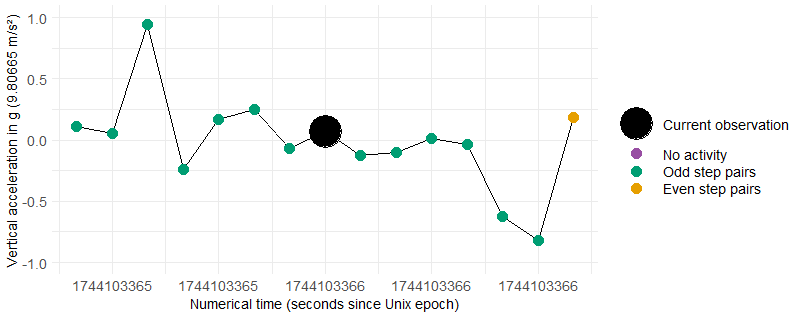 Vertical acceleration in g (9.80665 m/s²)
1.0
0.5
0.0
-0.5
-1.0
1744103365 1744103365 1744103366 1744103366 1744103366
Numerical time (seconds since Unix epoch)
Current observation
No activity
Odd step pairs
Even step pairs